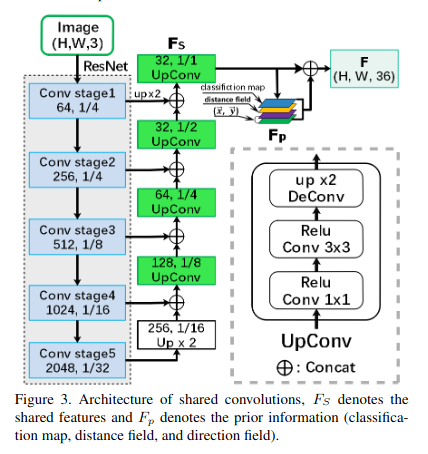 Image
(H,W,3)
ResNet
Conv stage1
64, 1/4
Conv stage2
256, 1/4
Conv stage3
512, 1/8
Conv stage4
1024, 1/16
Conv stage5
2048, 1/32
Fs
32, 1/1
UpConv
upx2
32, 1/2
UpConv
64, 1/4
UpConv
128, 1/8
UpConv
256, 1/16
Up x 2
classifition map
distance field
(x⃗, y⃗)
Fp
F
(H, W, 36)
up x2
DeConv
Relu
Conv 3x3
Relu
Conv 1x1
UpConv
⊕: Concat
Figure 3. Architecture of shared convolutions, FS denotes the
shared features and Fp denotes the prior information (classifica-
tion map, distance field, and direction field).